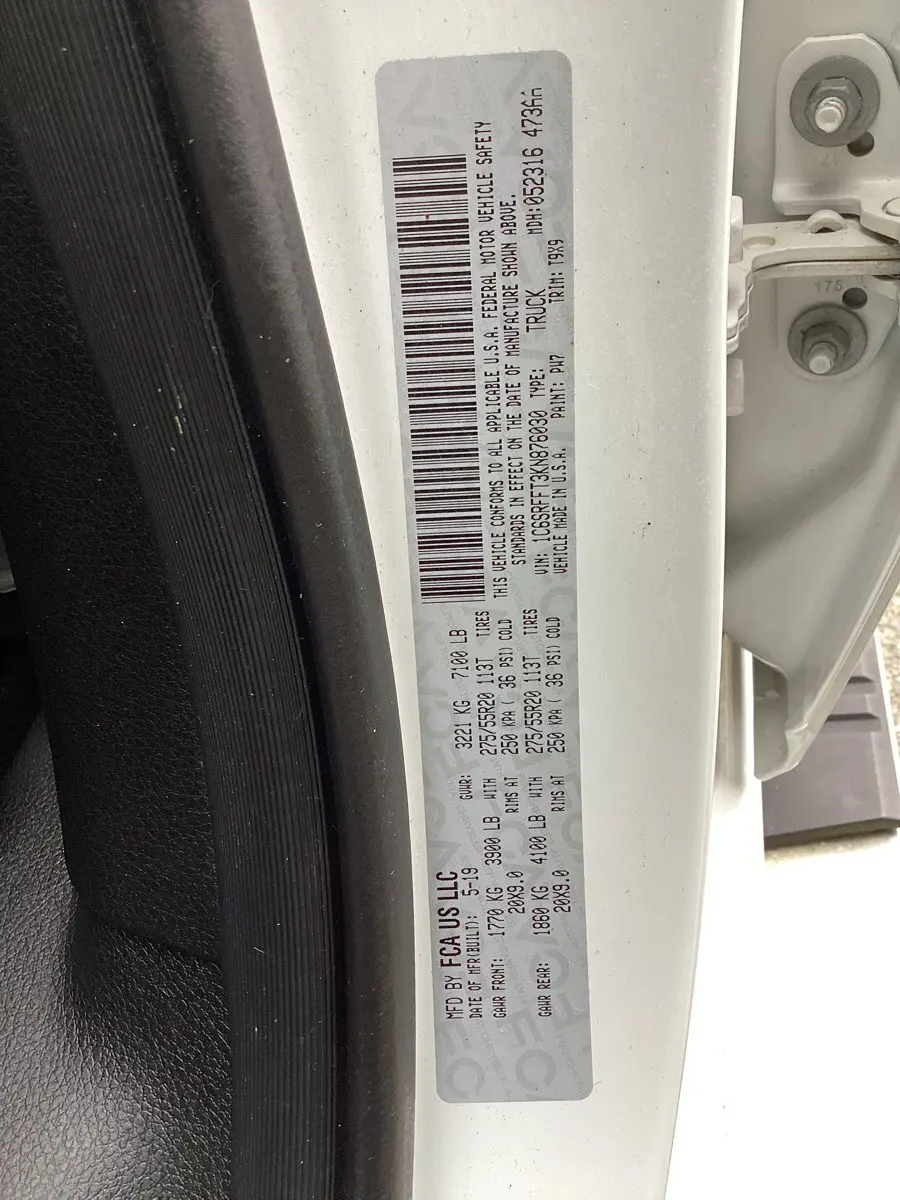 MFD BY FCA US LLC
DATE OF MFR(BUILT): 5-19 GVWR: 3221 KG 7100 LB
GAWR FRONT: 1770 KG 3900 LB WITH 275/55R20 113T TIRES
20X9.0 RIMS AT 250 KPA ( 36 PSI) COLD
GAWR REAR: 1860 KG 4100 LB WITH 275/55R20 113T TIRES
20X9.0 RIMS AT 250 KPA ( 36 PSI) COLD
THIS VEHICLE CONFORMS TO ALL APPLICABLE U.S.A. FEDERAL MOTOR VEHICLE SAFETY
STANDARDS IN EFFECT ON THE DATE OF MANUFACTURE SHOWN ABOVE.
VIN: 1C6SRFFT3KN876030 TYPE: TRUCK MDH:052316 473AA
VEHICLE MADE IN U.S.A. PAINT: PW7 TRIM: T9X9